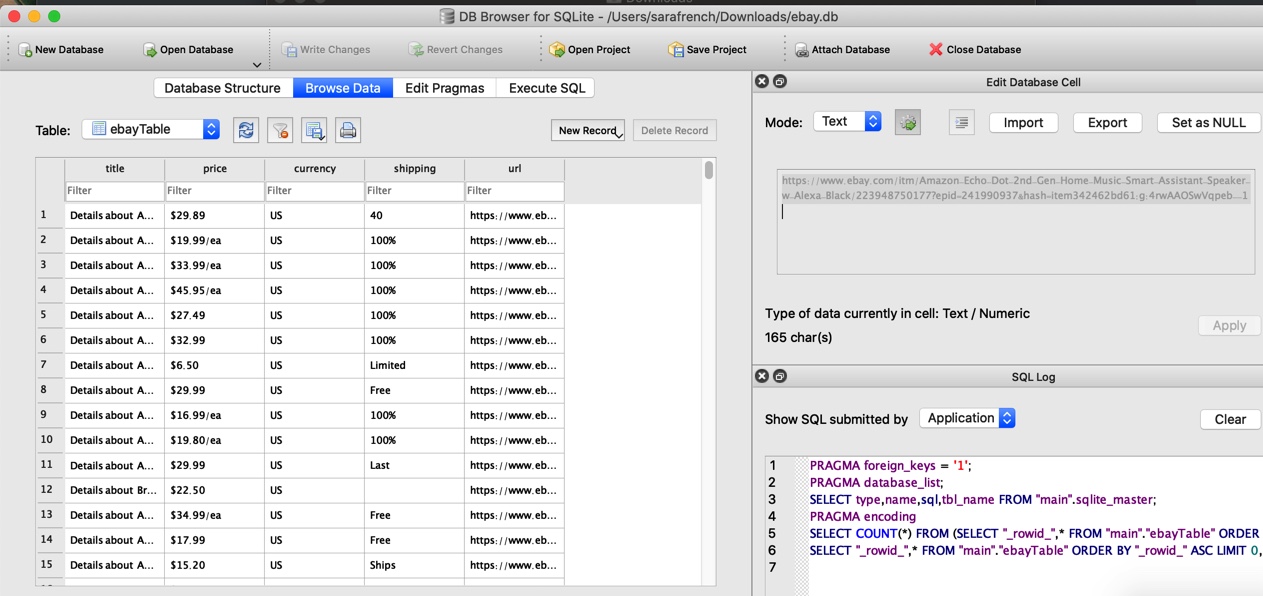 DB Browser for SQLite - /Users/sarafrench/Downloads/ebay.db
New Database Open Database Write Changes Revert Changes Open Project Save Project Attach Database Close Database
Database Structure Browse Data Edit Pragmas Execute SQL
Table: ebayTable New Record Delete Record
title price currency shipping url
Filter Filter Filter Filter Filter
1 Details about A... $29.89 US 40 https://www.eb...
2 Details about A... $19.99/ea US 100% https://www.eb...
3 Details about A... $33.99/ea US 100% https://www.eb...
4 Details about A... $45.95/ea US 100% https://www.eb...
5 Details about A... $27.49 US 100% https://www.eb...
6 Details about A... $32.99 US 100% https://www.eb...
7 Details about A... $6.50 US Limited https://www.eb...
8 Details about A... $29.99 US Free https://www.eb...
9 Details about A... $16.99/ea US 100% https://www.eb...
10 Details about A... $19.80/ea US 100% https://www.eb...
11 Details about A... $29.99 US Last https://www.eb...
12 Details about Br... $22.50 US https://www.eb...
13 Details about A... $34.99/ea US Free https://www.eb...
14 Details about A... $17.99 US Free https://www.eb...
15 Details about A... $15.20 US Ships https://www.eb...
Edit Database Cell
Mode: Text Import Export Set as NULL
https://www.ebay.com/itm/Amazon-Echo-Dot-2nd-Gen-Home-Music-Smart-Assistant-Speaker-
w-Alexa-Black/223948750177?epid=241990937&hash=item342462bd61:g:4rwAAOSwVqpeb--1
Type of data currently in cell: Text / Numeric
165 char(s)
Apply
SQL Log
Show SQL submitted by Application Clear
1 PRAGMA foreign_keys = '1';
2 PRAGMA database_list;
3 SELECT type,name,sql,tbl_name FROM "main".sqlite_master;
4 PRAGMA encoding
5 SELECT COUNT(*) FROM (SELECT "_rowid_",* FROM "main"."ebayTable" ORDER
6 SELECT "_rowid_",* FROM "main"."ebayTable" ORDER BY "_rowid_" ASC LIMIT 0,
7